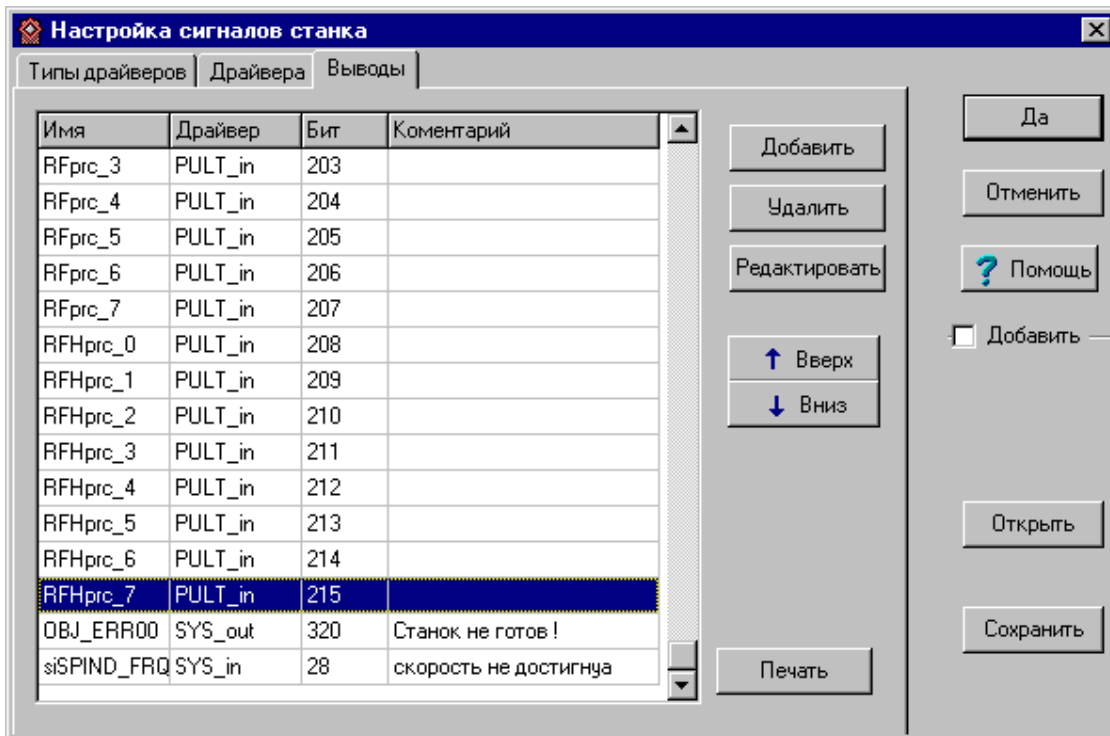 Настройка сигналов станка
Типы драйверов Драйвера Выводы
Имя Драйвер Бит Коментарий
RFprc_3 PULT_in 203
RFprc_4 PULT_in 204
RFprc_5 PULT_in 205
RFprc_6 PULT_in 206
RFprc_7 PULT_in 207
RFHprc_0 PULT_in 208
RFHprc_1 PULT_in 209
RFHprc_2 PULT_in 210
RFHprc_3 PULT_in 211
RFHprc_4 PULT_in 212
RFHprc_5 PULT_in 213
RFHprc_6 PULT_in 214
RFHprc_7 PULT_in 215
OBJ_ERR00 SYS_out 320 Станок не готов !
siSPIND_FRQ SYS_in 28 скорость не достигнуа
Добавить
Удалить
Редактировать
Вверх
Вниз
Печать
Да
Отменить
? Помощь
Добавить
Открыть
Сохранить